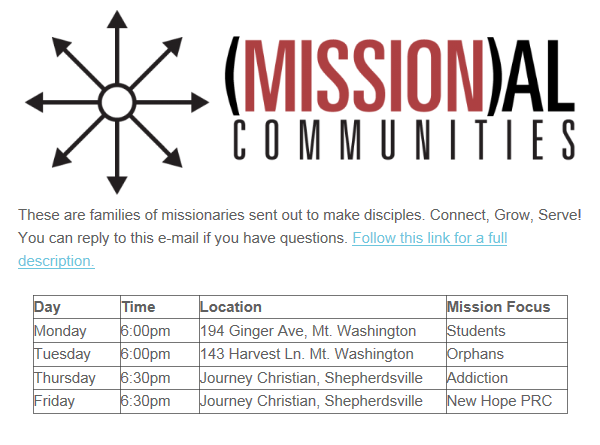 (MISSION)AL
COMMUNITIES
These are families of missionaries sent out to make disciples. Connect, Grow, Serve!
You can reply to this e-mail if you have questions. Follow this link for a full
description.
Day Time Location Mission Focus
Monday 6:00pm 194 Ginger Ave, Mt. Washington Students
Tuesday 6:00pm 143 Harvest Ln. Mt. Washington Orphans
Thursday 6:30pm Journey Christian, Shepherdsville Addiction
Friday 6:30pm Journey Christian, Shepherdsville New Hope PRC